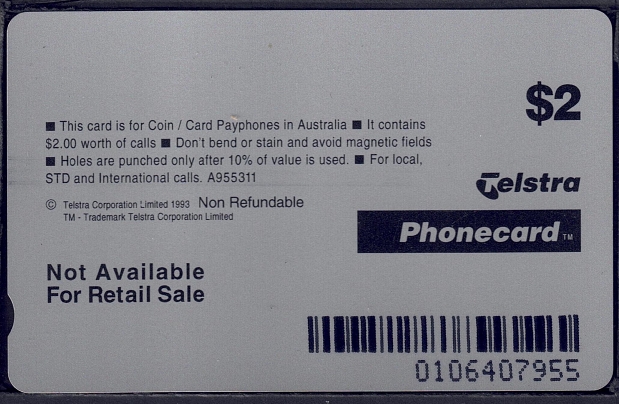 $2
■ This card is for Coin / Card Payphones in Australia ■ It contains
$2.00 worth of calls ■ Don't bend or stain and avoid magnetic fields
■ Holes are punched only after 10% of value is used. ■ For local,
STD and International calls. A955311
© Telstra Corporation Limited 1993 Non Refundable
TM - Trademark Telstra Corporation Limited
Telstra
Phonecard TM
Not Available
For Retail Sale
0106407955